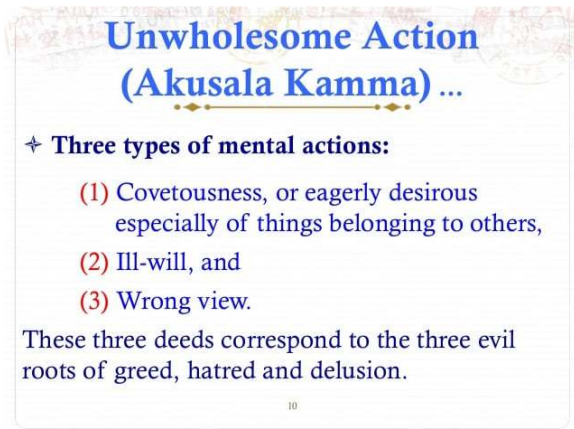 Unwholesome Action
(Akusala Kamma) ...
Three types of mental actions:
(1) Covetousness, or eagerly desirous
especially of things belonging to others,
(2) Ill-will, and
(3) Wrong view.
These three deeds correspond to the three evil
roots of greed, hatred and delusion.
10